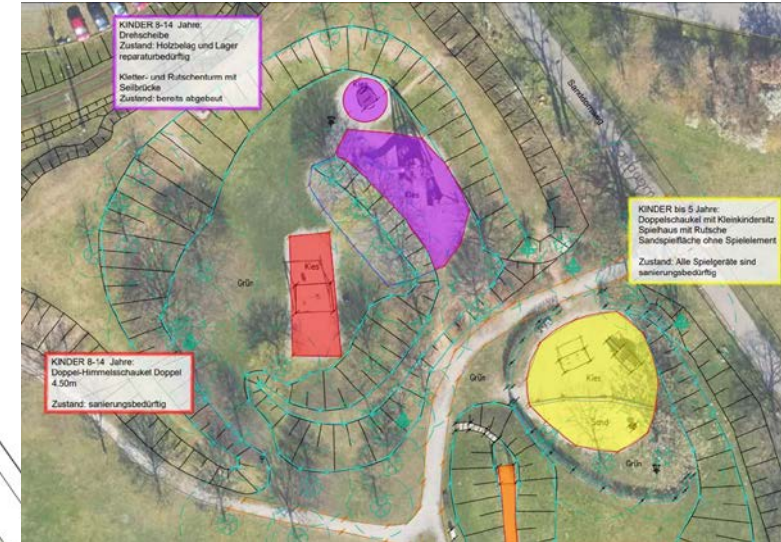 KINDER 8-14 Jahre:
Drehscheibe
Zustand: Holzbelag und Lager
reparaturbedürftig
Kletter- und Rutschenturm mit
Seilbrücke
Zustand: bereits abgebaut
Sanddornweg
Kies
KINDER bis 5 Jahre:
Doppelschaukel mit Kleinkindersitz
Spielhaus mit Rutsche
Sandspielfläche ohne Spielelement
Zustand: Alle Spielgeräte sind
sanierungsbedürftig
Kies
Grün
KINDER 8-14 Jahre:
Doppel-Himmelsschaukel Doppel
4.50m
Zustand: sanierungsbedürftig
Grün
Kies
Sand
Grün